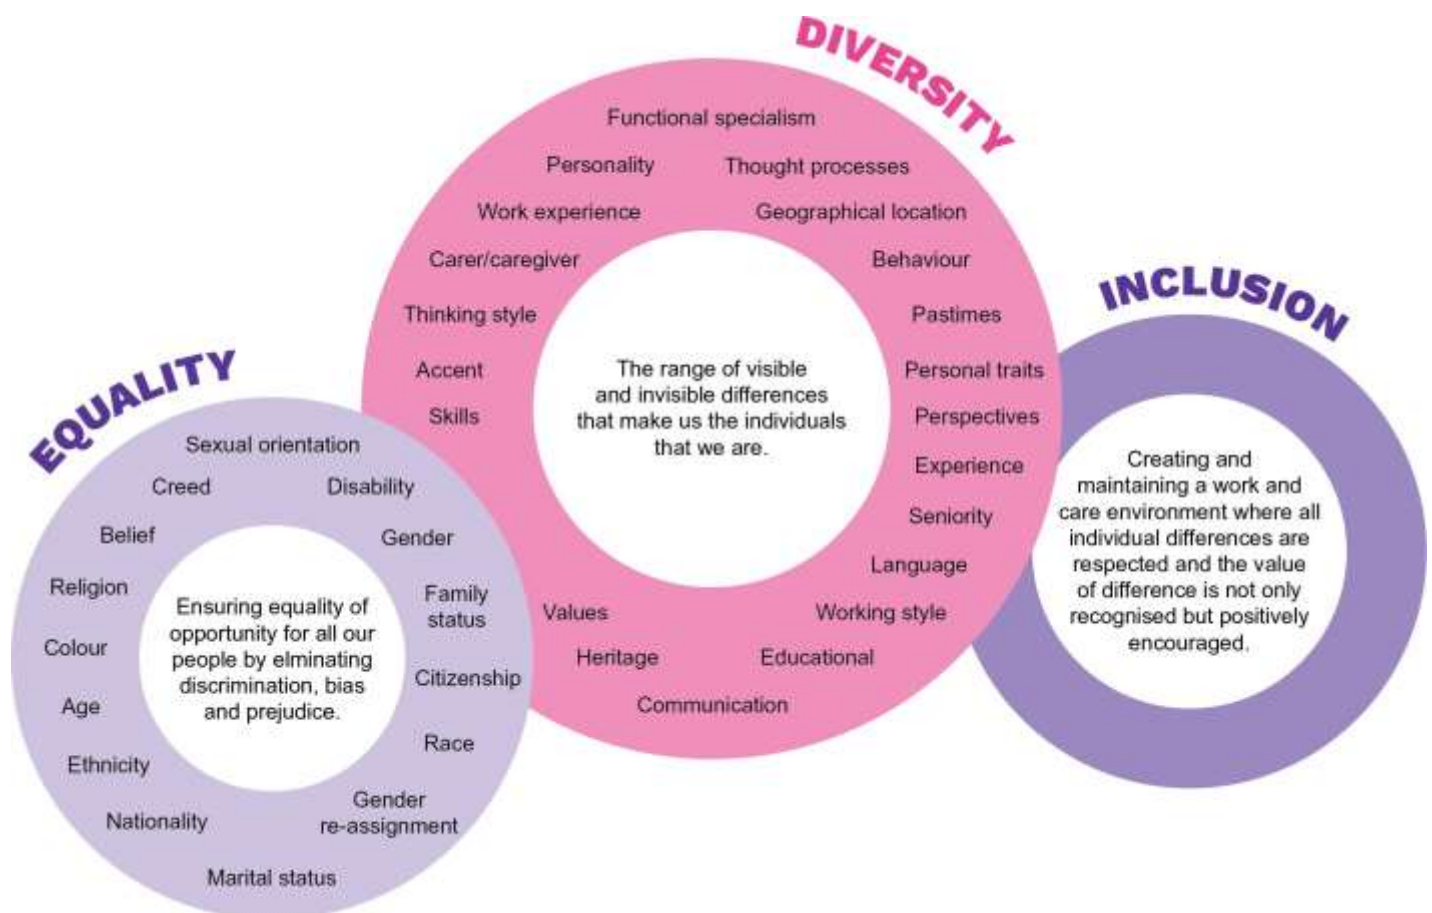 DIVERSITY
Functional specialism
Personality
Thought processes
Work experience
Geographical location
Carer/caregiver
Behaviour
Thinking style
Pastimes
Accent
Personal traits
Skills
Perspectives
Experience
Seniority
Language
Values
Working style
Heritage
Educational
Communication
The range of visible
and invisible differences
that make us the individuals
that we are.
EQUALITY
Sexual orientation
Creed
Disability
Belief
Gender
Religion
Family
status
Colour
Citizenship
Age
Race
Ethnicity
Gender
re-assignment
Nationality
Marital status
Ensuring equality of
opportunity for all our
people by elminating
discrimination, bias
and prejudice.
INCLUSION
Creating and
maintaining a work and
care environment where all
individual differences are
respected and the value
of difference is not only
recognised but positively
encouraged.